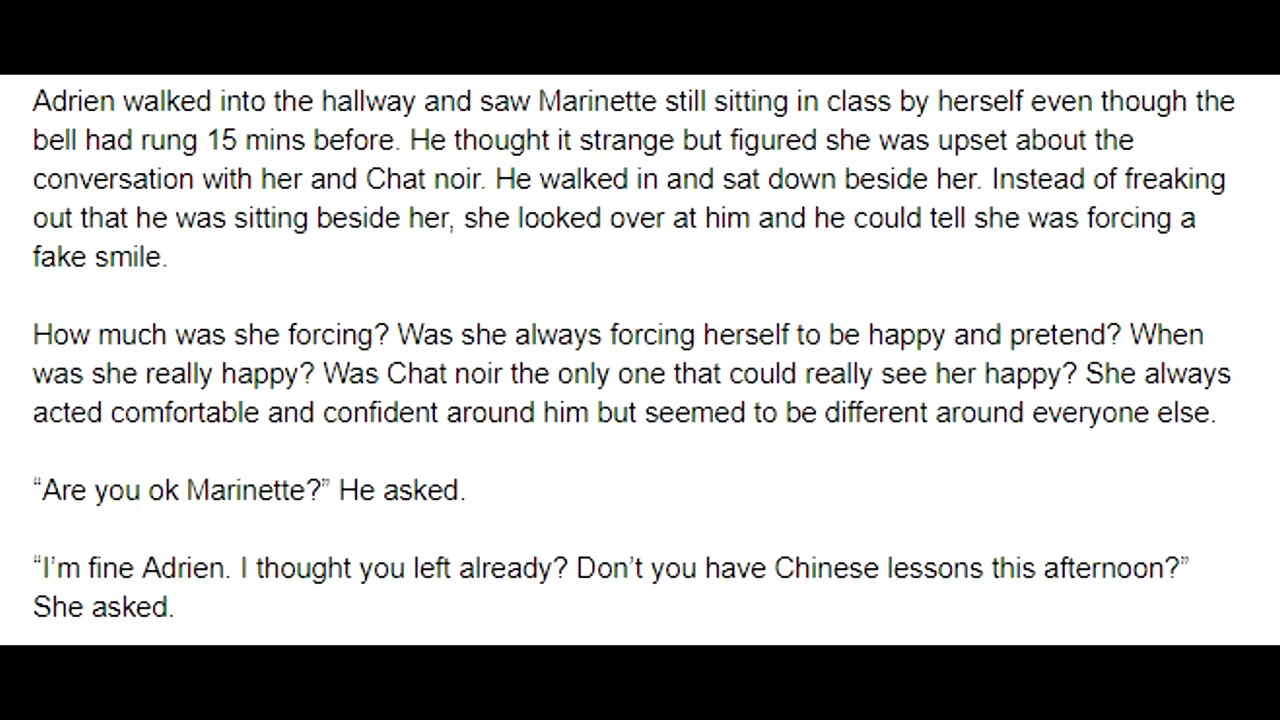 Adrien walked into the hallway and saw Marinette still sitting in class by herself even though the
bell had rung 15 mins before. He thought it strange but figured she was upset about the
conversation with her and Chat noir. He walked in and sat down beside her. Instead of freaking
out that he was sitting beside her, she looked over at him and he could tell she was forcing a
fake smile.
How much was she forcing? Was she always forcing herself to be happy and pretend? When
was she really happy? Was Chat noir the only one that could really see her happy? She always
acted comfortable and confident around him but seemed to be different around everyone else.
“Are you ok Marinette?” He asked.
“I’m fine Adrien. I thought you left already? Don’t you have Chinese lessons this afternoon?”
She asked.